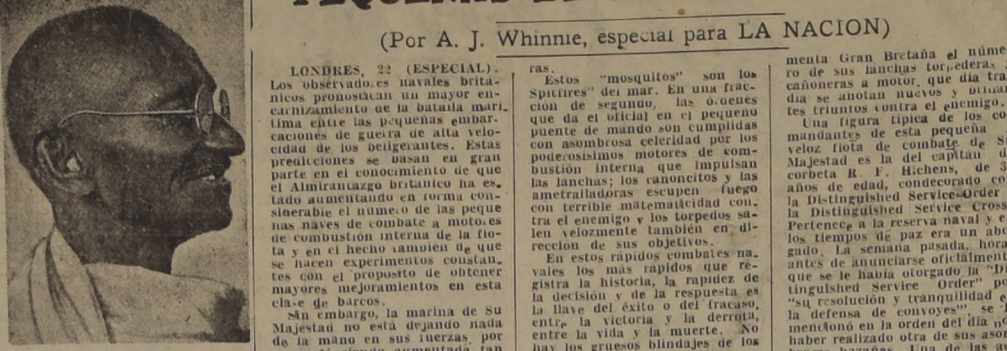 (Por A. J. Whinnie, especial para LA NACION)
LONDRES, 22 (ESPECIAL).
Los observadores navales britá-
nicos pronostican un mayor en-
carnizamiento de la batalla marí-
tima entre las pequeñas embar-
caciones de guerra de alta velo-
cidad de los beligerantes. Estas
predicciones se basan en gran
parte en el conocimiento de que
el Almirantazgo británico ha es-
tado aumentando en forma con-
siderable el número de las peque
ñas naves de combate a motores
de combustión interna de la flo-
ta y en el hecho también de que
se hacen experimentos constan-
tes con el propósito de obtener
mayores mejoramientos en esta
clase de barcos.
Sin embargo, la marina de Su
Majestad no está dejando nada
de la mano en sus fuerzas, por
ras.
Estos "mosquitos" son los
Spitfires" del mar. En una frac-
ción de segundo, las órdenes
que da el oficial en el pequeño
puente de mando son cumplidas
con asombrosa celeridad por los
poderosísimos motores de com-
bustión interna que impulsan
las lanchas; los canoncitos y las
ametralladoras escupen fuego
con terrible matematicidad con-
tra el enemigo y los torpedos sa-
len velozmente también en di-
rección de sus objetivos.
En estos rápidos combates na-
vales los más rápidos que re-
gistra la historia, la rapidez de
la decisión y de la respuesta es
la llave del éxito o del fracaso,
entre la victoria y la derrota,
entre la vida y la muerte. No
hay los gruesos blindajes de los
menta Gran Bretaña el núme-
ro de sus lanchas torpederas
cañoneras a motor, que día tra
día se anotan nuevos y
tes triunfos contra el enemigo
Una figura típica de los co
mandantes de esta pequeña
veloz flota de combate de S
Majestad es la del capitán d
corbeta R. F. Hichens, de 3
años de edad, condecorado co
la Distinguished Service Order
la Distinguished Service Cross
Pertenece a la reserva naval y e
los tiempos de paz era un abo
gado. La semana pasada, ho
antes de anunciarse oficialment
que se le había otorgado la "D
tinguished Service Order" po
"su resolución y tranquilidad
la defensa de convoyes", se
mencionó en la orden del día po
haber realizado otra de sus